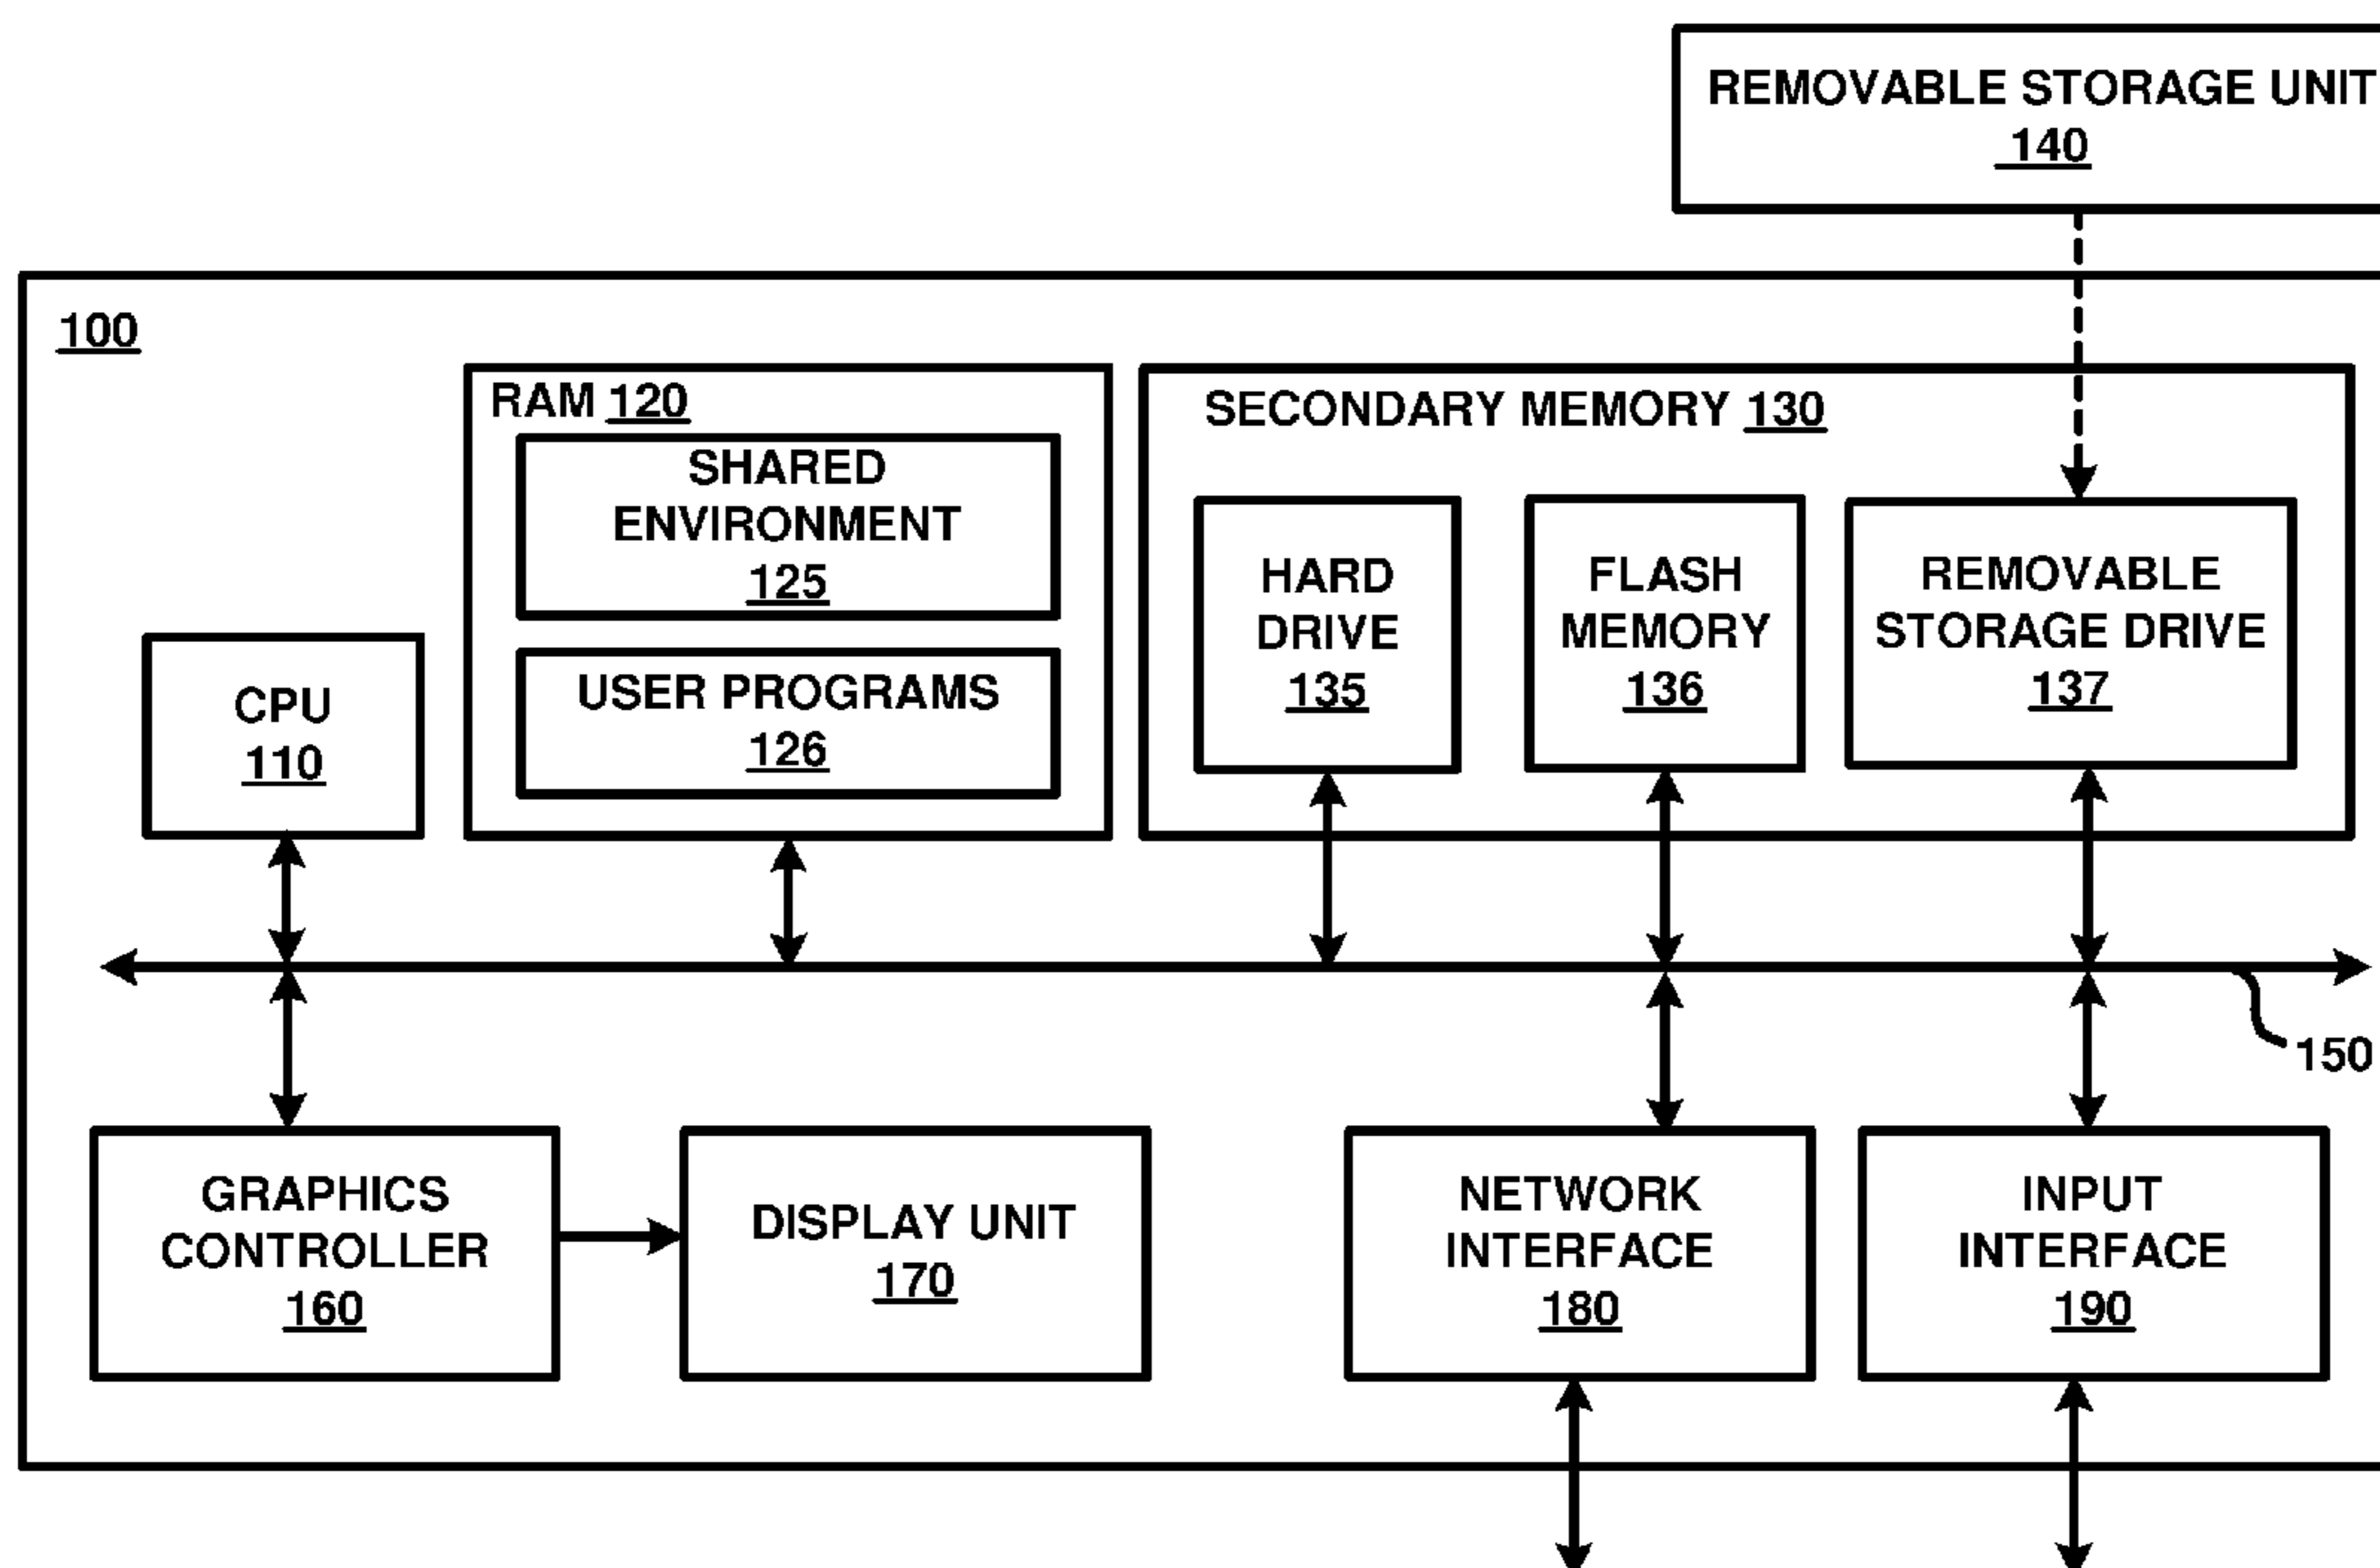 REMOVABLE STORAGE UNIT
140
100
RAM 120
SHARED
ENVIRONMENT
125
USER PROGRAMS
126
SECONDARY MEMORY 130
HARD
DRIVE
135
FLASH
MEMORY
136
REMOVABLE
STORAGE DRIVE
137
CPU
110
150
GRAPHICS
CONTROLLER
160
DISPLAY UNIT
170
NETWORK
INTERFACE
180
INPUT
INTERFACE
190